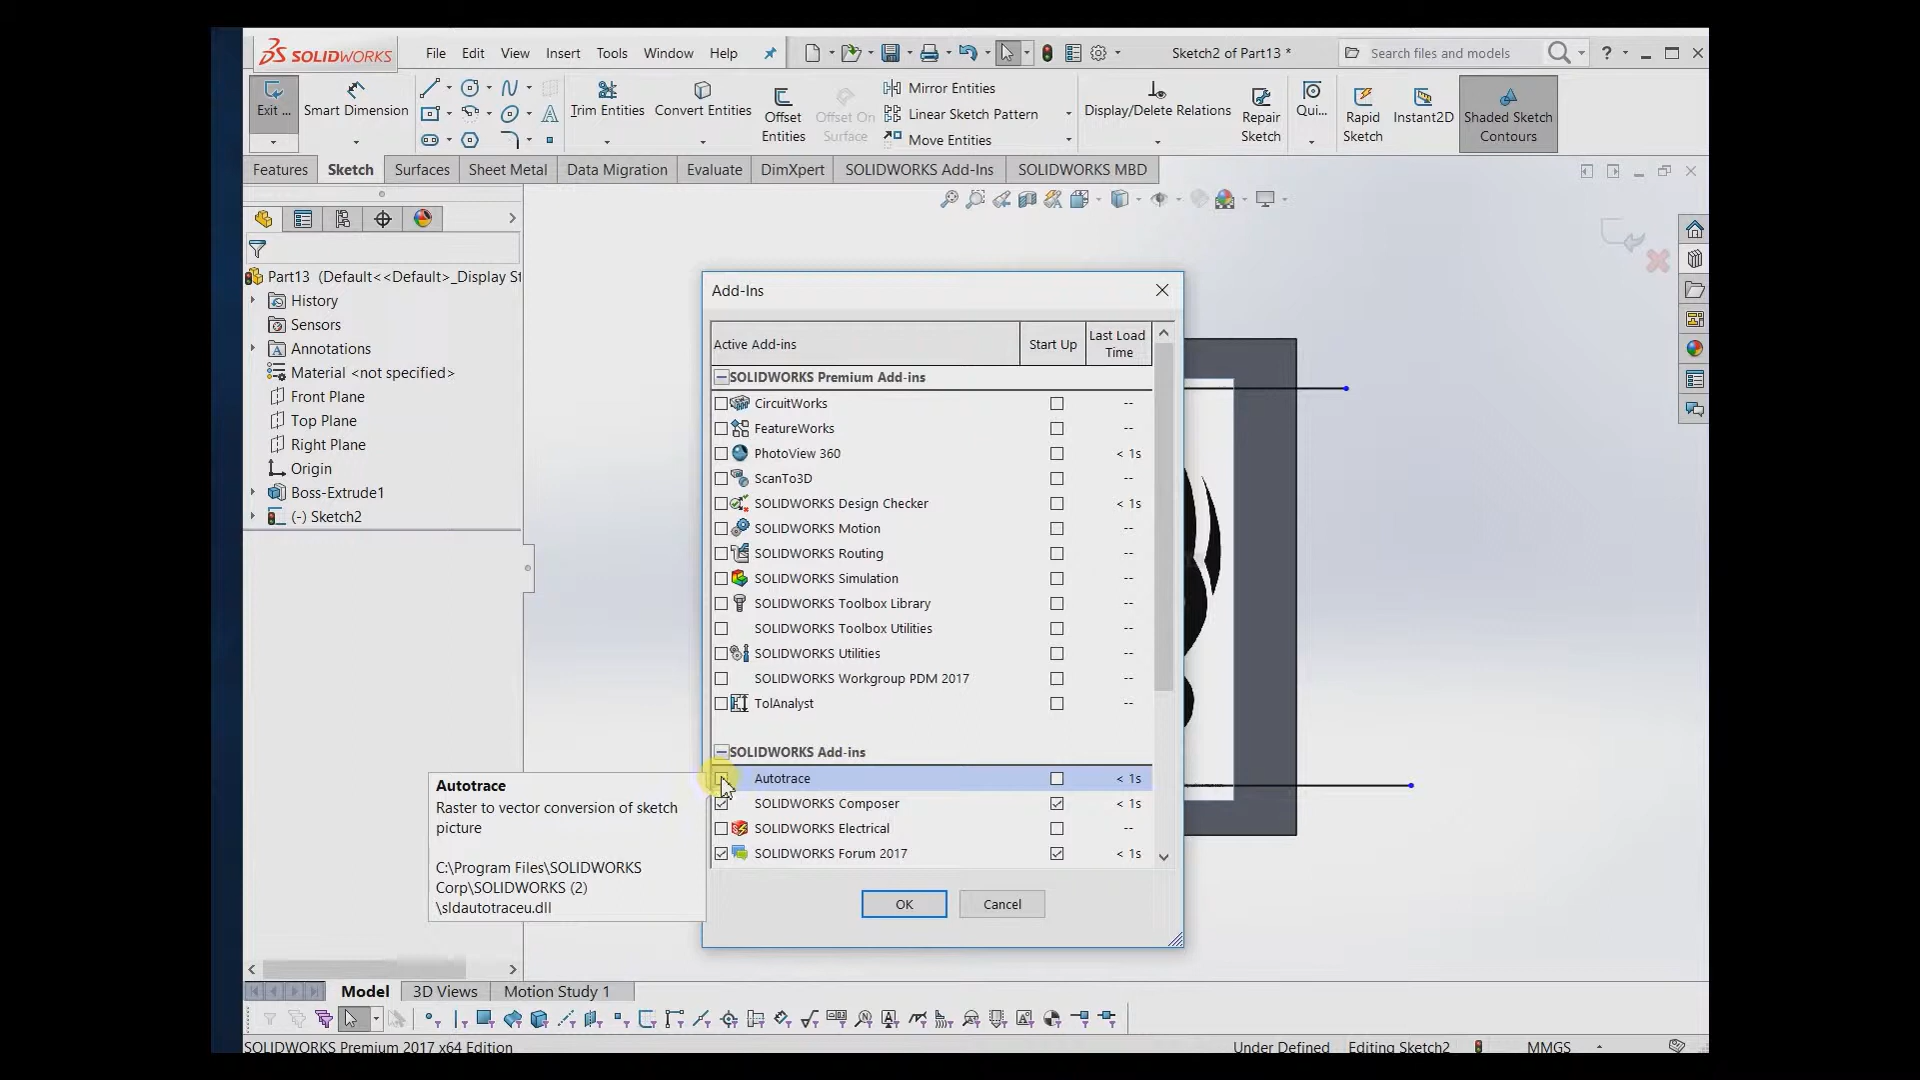 SOLIDWORKS
File Edit View Insert Tools Window Help
Sketch2 of Part13 *
Search files and models
?
Exit ...
Smart Dimension
Trim Entities
Convert Entities
Offset Entities
Offset On Surface
Mirror Entities
Linear Sketch Pattern
Move Entities
Display/Delete Relations
Repair Sketch
Qui...
Rapid Sketch
Instant2D
Shaded Sketch Contours
Features Sketch Surfaces Sheet Metal Data Migration Evaluate DimXpert SOLIDWORKS Add-Ins SOLIDWORKS MBD
Part13 (Default<<Default>_Display St
History
Sensors
Annotations
Material <not specified>
Front Plane
Top Plane
Right Plane
Origin
Boss-Extrude1
(-) Sketch2
Add-Ins
Active Add-ins Start Up Last Load Time
SOLIDWORKS Premium Add-ins
CircuitWorks --
FeatureWorks --
PhotoView 360 < 1s
ScanTo3D --
SOLIDWORKS Design Checker < 1s
SOLIDWORKS Motion --
SOLIDWORKS Routing --
SOLIDWORKS Simulation --
SOLIDWORKS Toolbox Library --
SOLIDWORKS Toolbox Utilities --
SOLIDWORKS Utilities --
SOLIDWORKS Workgroup PDM 2017 --
TolAnalyst --
SOLIDWORKS Add-ins
Autotrace < 1s
SOLIDWORKS Composer < 1s
SOLIDWORKS Electrical --
SOLIDWORKS Forum 2017 < 1s
OK Cancel
Autotrace
Raster to vector conversion of sketch
picture
C:\Program Files\SOLIDWORKS
Corp\SOLIDWORKS (2)
\sldautotraceu.dll
Model 3D Views Motion Study 1
SOLIDWORKS Premium 2017 x64 Edition
Under Defined Editing Sketch2 MMGS